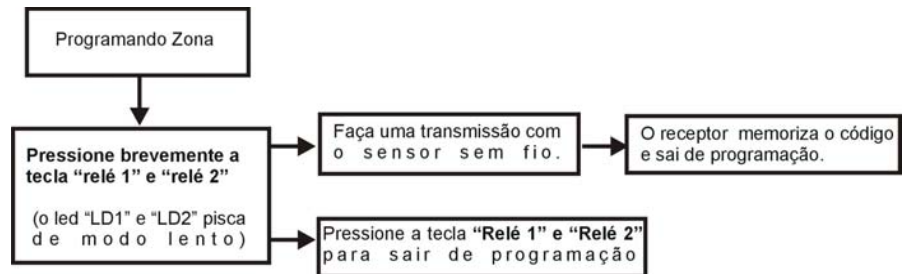 Programando Zona
Pressione brevemente a
tecla “relé 1” e “relé 2”
(o led “LD1” e “LD2” pisca
de modo lento)
Faça uma transmissão com
o sensor sem fio.
O receptor memoriza o código
e sai de programação.
Pressione a tecla “Relé 1” e “Relé 2”
para sair de programação